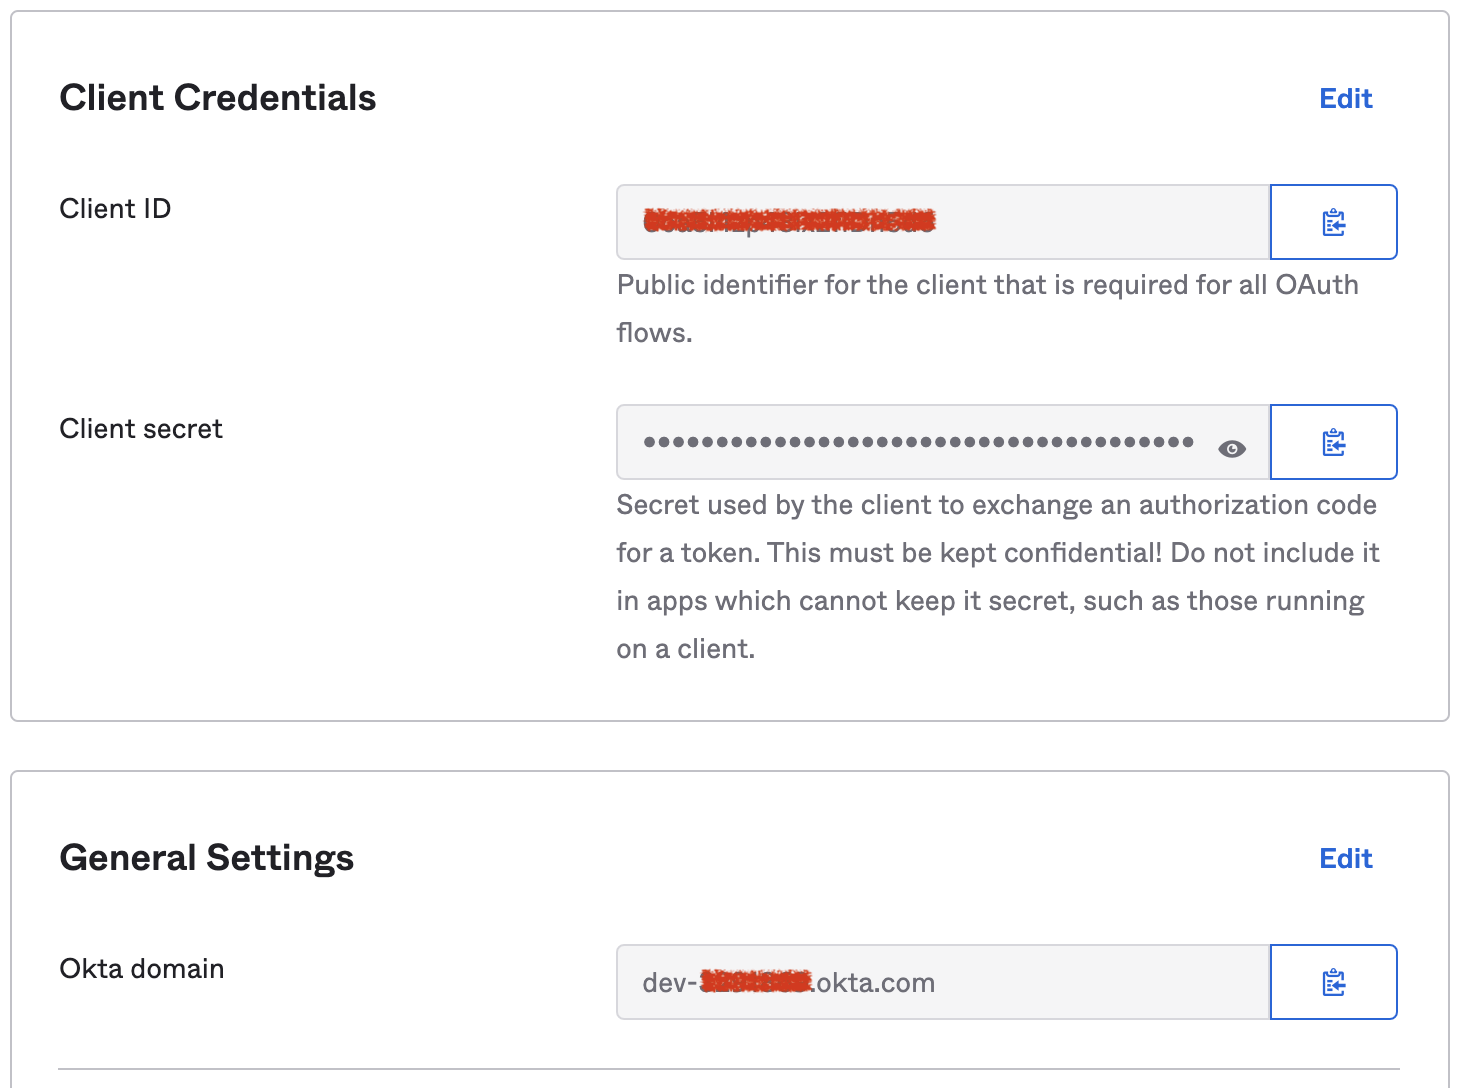 Client Credentials
Edit
Client ID
Public identifier for the client that is required for all OAuth
flows.
Client secret
••••••••••••••••••••••••••••••••••••••
Secret used by the client to exchange an authorization code
for a token. This must be kept confidential! Do not include it
in apps which cannot keep it secret, such as those running
on a client.
General Settings
Edit
Okta domain
dev- .okta.com